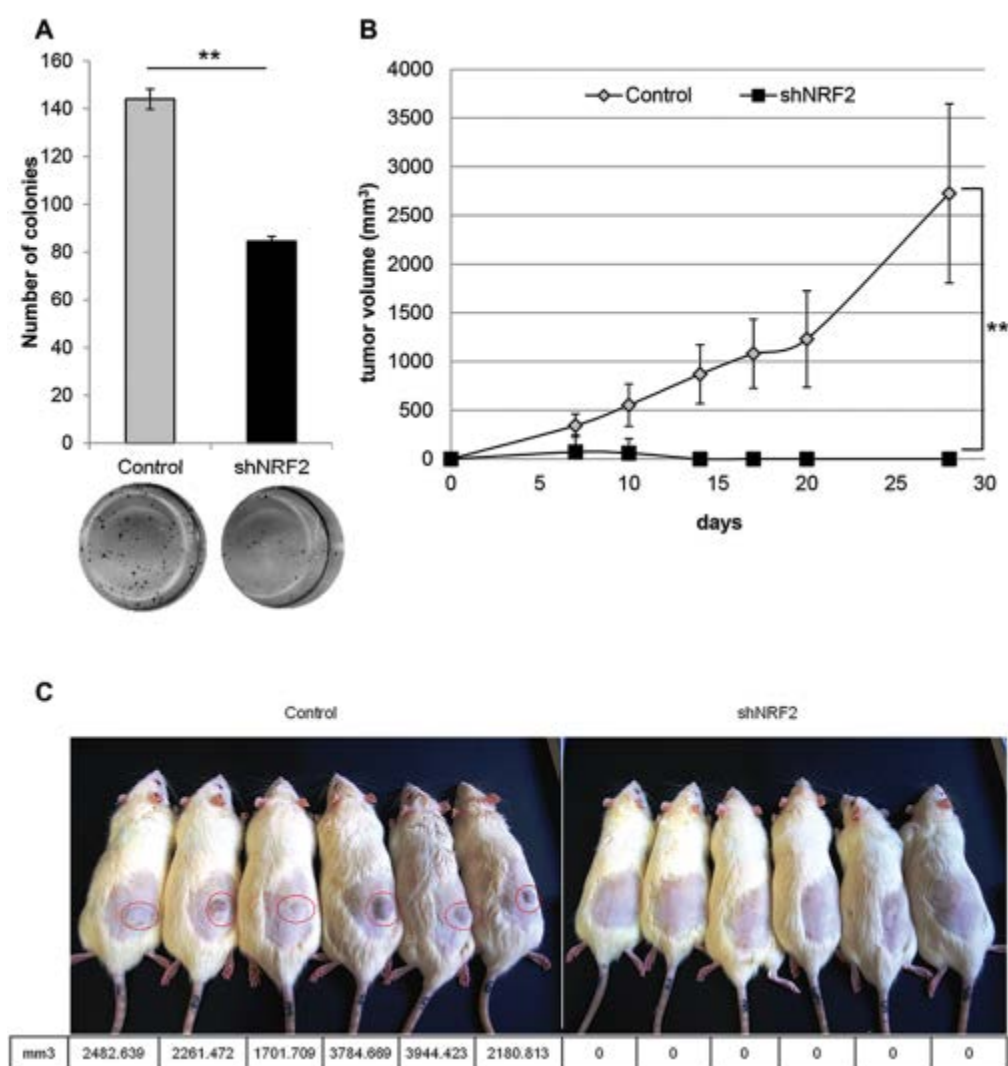 A
**
160
140
120
100
80
60
40
20
0
Number of colonies
Control shNRF2
B
4000
3500
3000
2500
2000
1500
1000
500
0
tumor volume (mm³)
Control shNRF2
**
0 5 10 15 20 25 30
days
C
Control shNRF2
mm3 2482.639 2261.472 1701.709 3784.669 3944.423 2180.813 0 0 0 0 0 0